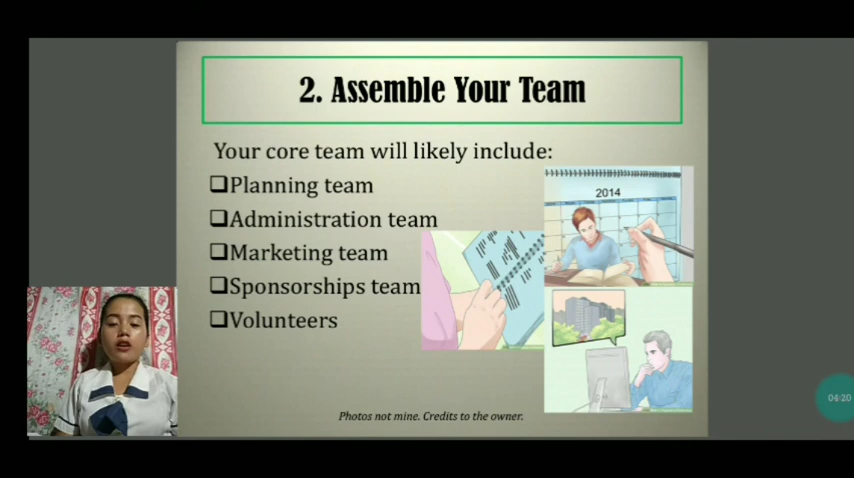 2. Assemble Your Team
Your core team will likely include:
❑Planning team
❑Administration team
❑Marketing team
❑Sponsorships team
❑Volunteers
2014
Photos not mine. Credits to the owner.
04:20